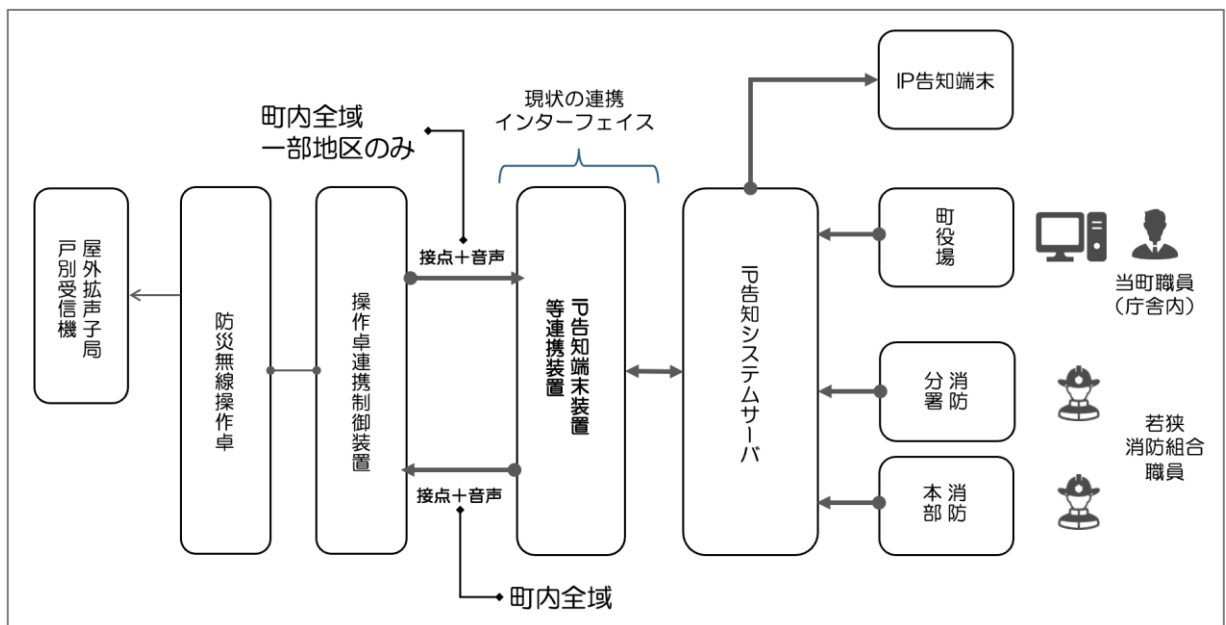 屋外拡声子局
戸別受信機
防災無線操作卓
操作卓連携制御装置
町内全域
一部地区のみ
接点＋音声
接点＋音声
町内全域
現状の連携
インターフェイス
IP告知端末装置
等連携装置
IP告知システムサーバ
IP告知端末
町役場
当町職員
（庁舎内）
消防
分署
消防
本部
若狭
消防組合
職員